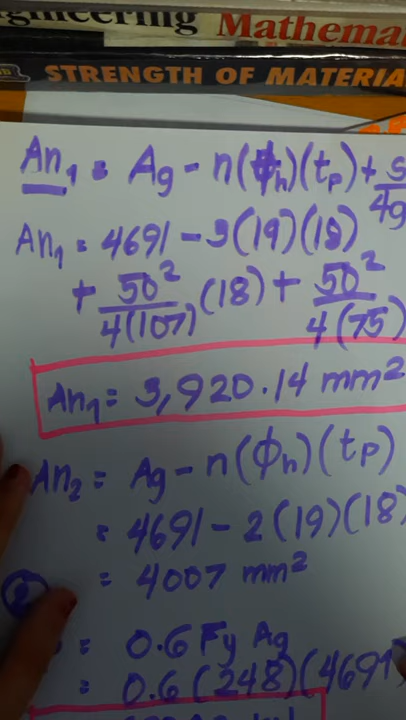 Engineering Mathema
STRENGTH OF MATERIA
An₁ = Ag - n(ϕh)(tp) + S
4g
An₁ = 4691 - 3(19)(18)
+ 50²/4(107) (18) + 50²/4(75)
An₁ = 3,920.14 mm²
An₂ = Ag - n(ϕh)(tp)
= 4691 - 2(19)(18)
= 4007 mm²
2
= 0.6 Fy Ag
= 0.6(248)(4691